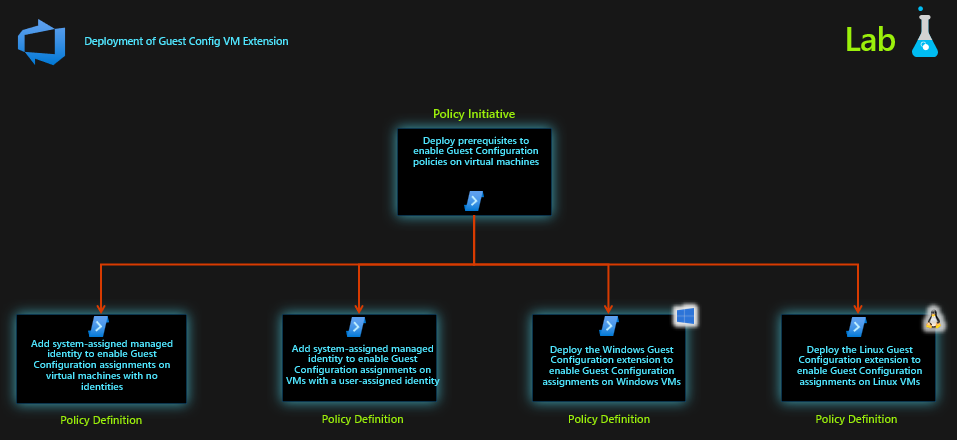 Deployment of Guest Config VM Extension
Lab
Policy Initiative
Deploy prerequisites to
enable Guest Configuration
policies on virtual machines
Add system-assigned managed
identity to enable Guest
Configuration assignments on
virtual machines with no
identities
Policy Definition
Add system-assigned managed
identity to enable Guest
Configuration assignments on
VMs with a user-assigned identity
Policy Definition
Deploy the Windows Guest
Configuration extension to
enable Guest Configuration
assignments on Windows VMs
Policy Definition
Deploy the Linux Guest
Configuration extension to
enable Guest Configuration
assignments on Linux VMs
Policy Definition